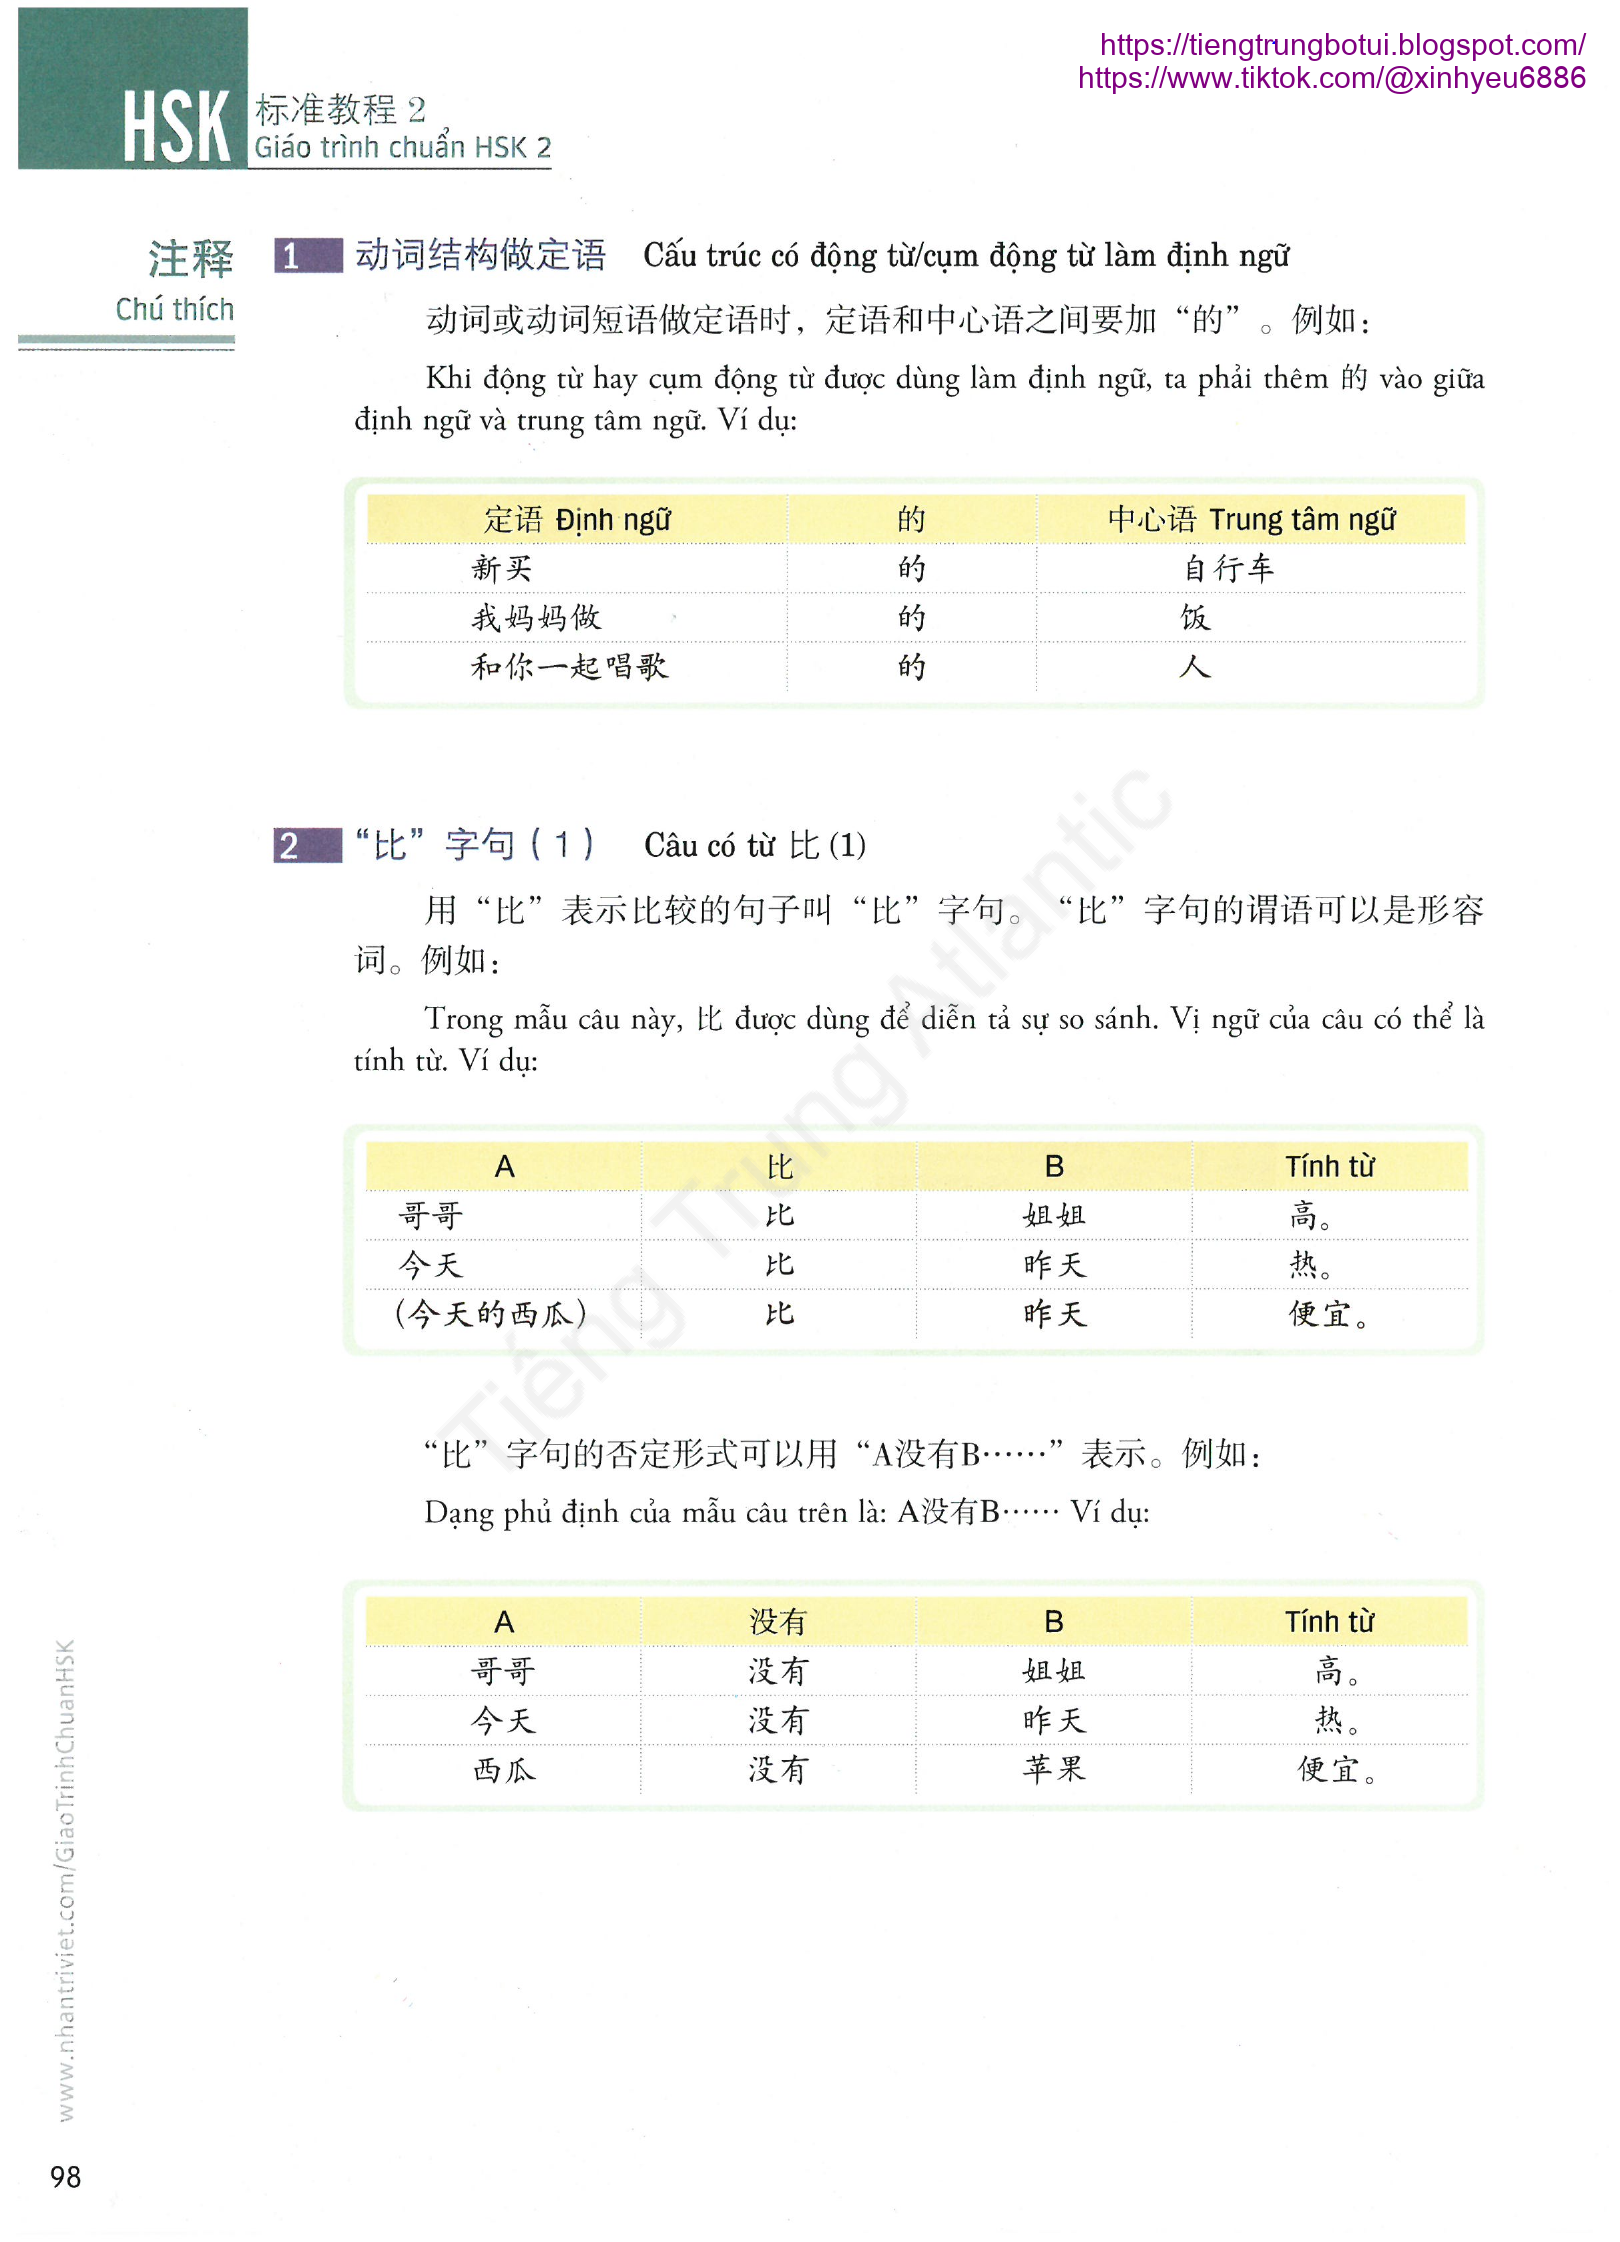 https://tiengtrungbotui.blogspot.com/
https://www.tiktok.com/@xinhyeu6886
HSK 标准教程 2
Giáo trình chuẩn HSK 2
注释
Chú thích
1 动词结构做定语 Cấu trúc có động từ/cụm động từ làm định ngữ
动词或动词短语做定语时，定语和中心语之间要加“的”。例如：
Khi động từ hay cụm động từ được dùng làm định ngữ, ta phải thêm 的 vào giữa
định ngữ và trung tâm ngữ. Ví dụ:
定语 Định ngữ 的 中心语 Trung tâm ngữ
新买 的 自行车
我妈妈做 的 饭
和你一起唱歌 的 人
2 “比”字句（1） Câu có từ 比 (1)
用“比”表示比较的句子叫“比”字句。“比”字句的谓语可以是形容
词。例如：
Trong mẫu câu này, 比 được dùng để diễn tả sự so sánh. Vị ngữ của câu có thể là
tính từ. Ví dụ:
A 比 B Tính từ
哥哥 比 姐姐 高。
今天 比 昨天 热。
（今天的西瓜） 比 昨天 便宜。
“比”字句的否定形式可以用“A没有B……”表示。例如：
Dạng phủ định của mẫu câu trên là: A没有B…… Ví dụ:
A 没有 B Tính từ
哥哥 没有 姐姐 高。
今天 没有 昨天 热。
西瓜 没有 苹果 便宜。
Tiếng Trung Atlantic
www.nhantriviet.com/GiaoTrinhChuanHSK
98